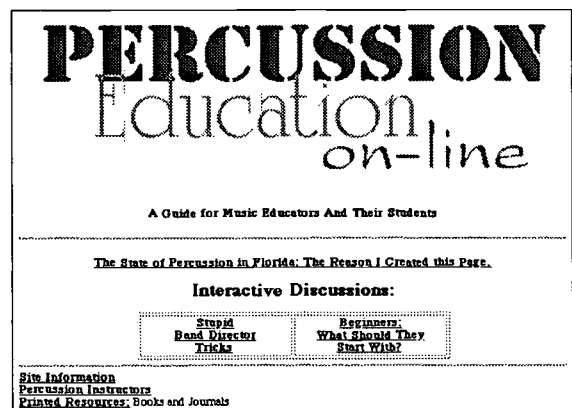 PERCUSSION
Education
on-line
A Guide for Music Educators And Their Students
The State of Percussion in Florida: The Reason I Created this Page.
Interactive Discussions:
Stupid
Band Director
Tricks
Beginners:
What Should They
Start With?
Site Information
Percussion Instructors
Printed Resources: Books and Journals